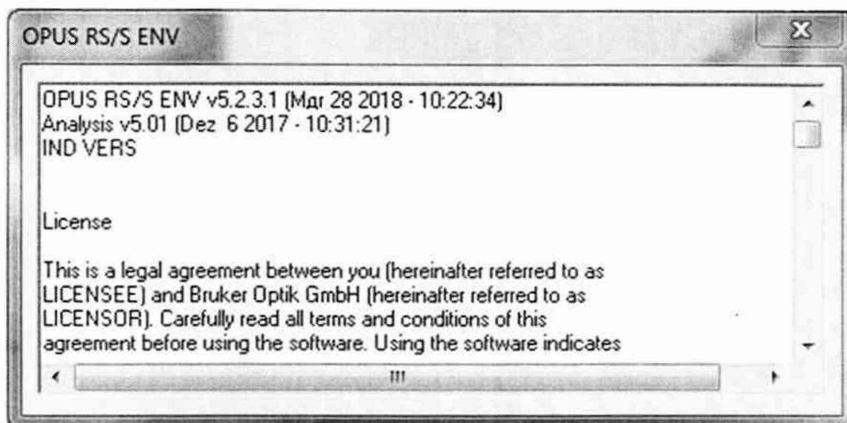 OPUS RS/S ENV
OPUS RS/S ENV v5.2.3.1 (Mar 28 2018 - 10:22:34)
Analysis v5.01 (Dez 6 2017 - 10:31:21)
IND VERS
License
This is a legal agreement between you (hereinafter referred to as
LICENSEE) and Bruker Optik GmbH (hereinafter referred to as
LICENSOR). Carefully read all terms and conditions of this
agreement before using the software. Using the software indicates